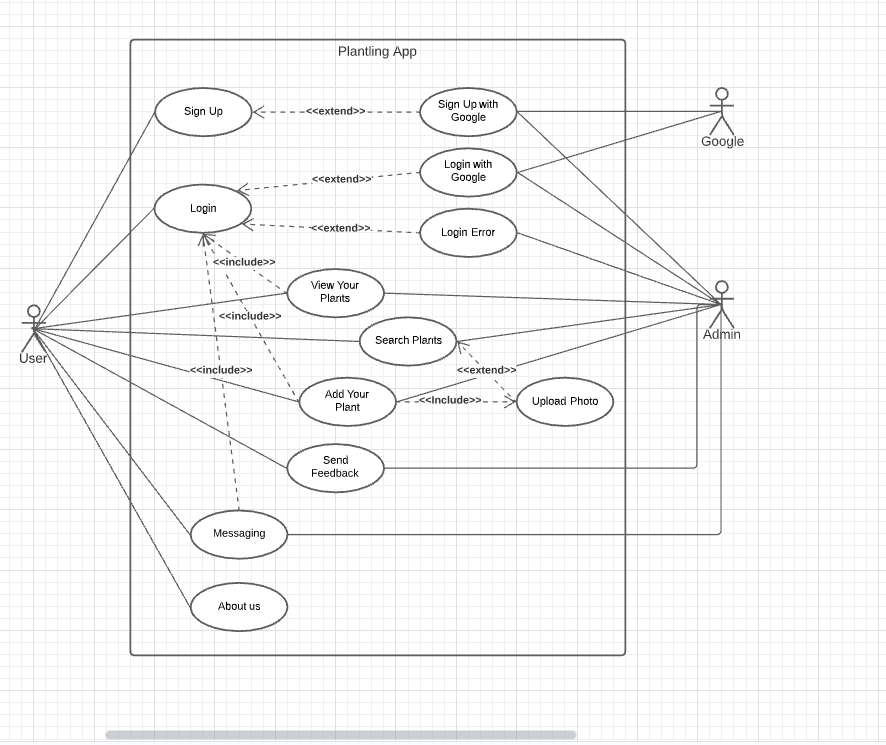 Plantling App
Sign Up
<<extend>>
Sign Up with
Google
Google
Login with
Google
<<extend>>
Login
<<extend>>
Login Error
<<include>>
View Your
Plants
<<include>>
Search Plants
Admin
User
<<include>>
<<extend>>
Add Your
Plant
<<Include>>
Upload Photo
Send
Feedback
Messaging
About us